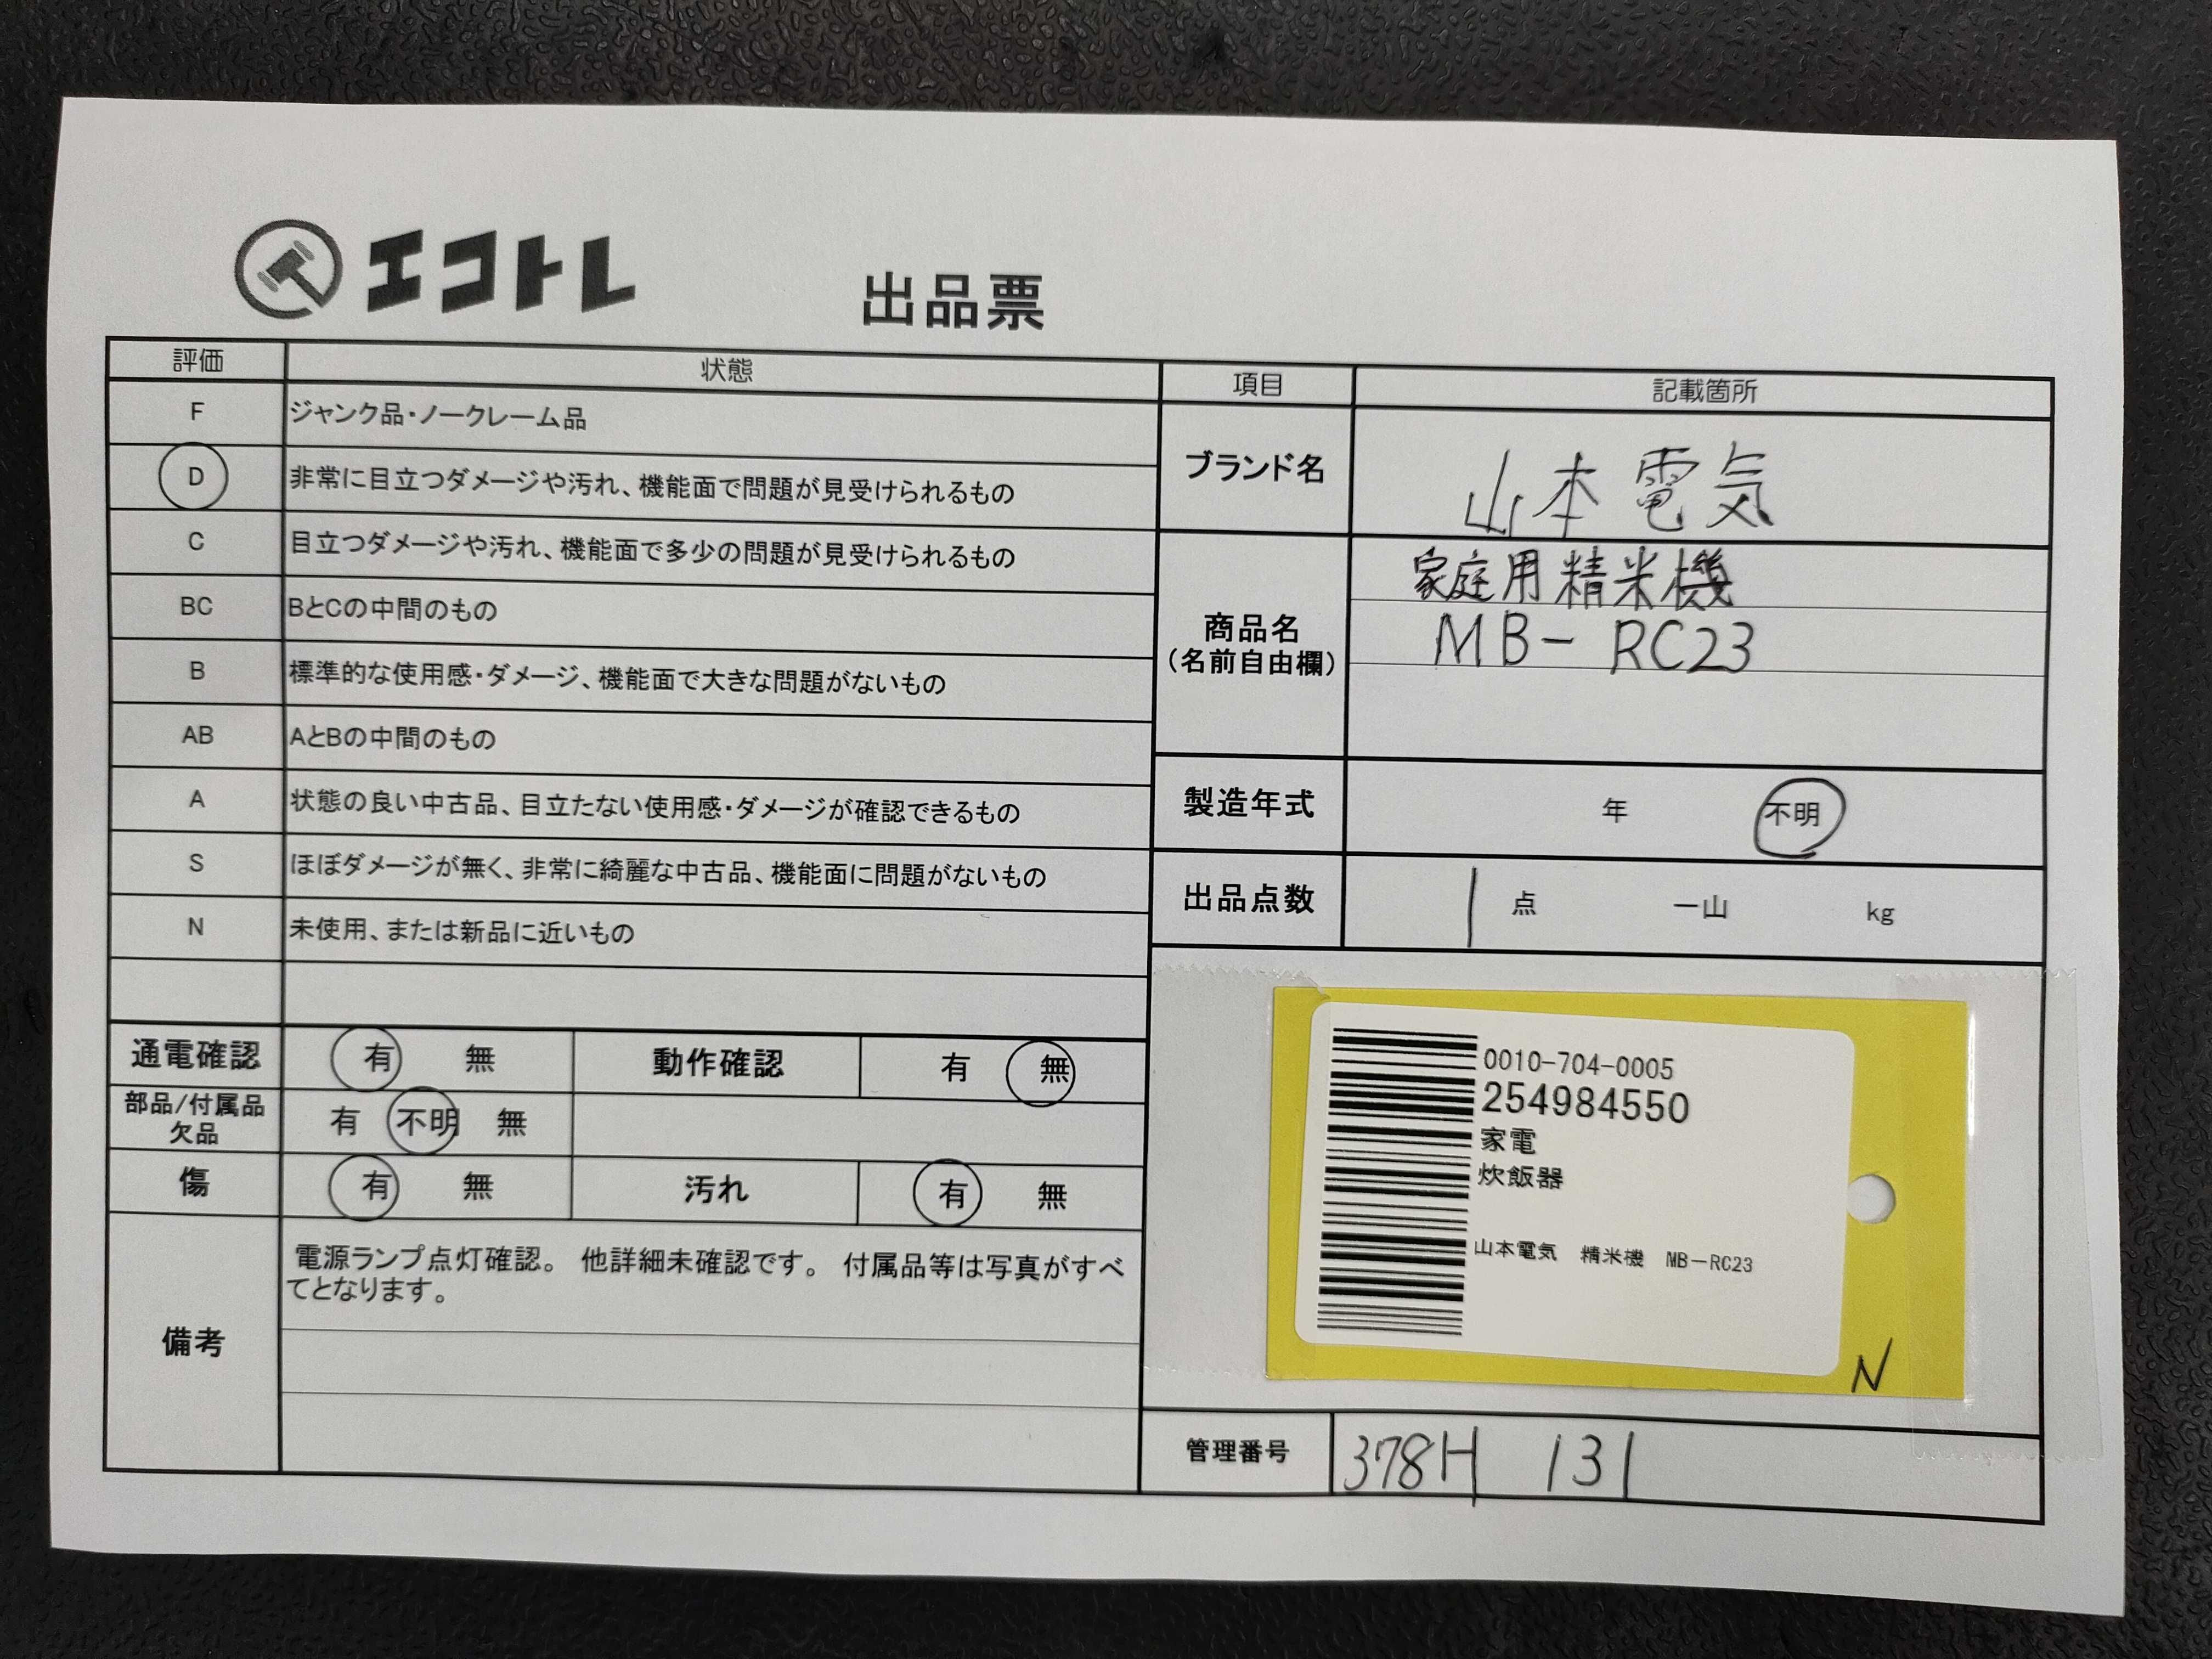 エコトレ
出品票
評価 状態
F ジャンク品・ノークレーム品
D 非常に目立つダメージや汚れ、機能面で問題が見受けられるもの
C 目立つダメージや汚れ、機能面で多少の問題が見受けられるもの
BC BとCの中間のもの
B 標準的な使用感・ダメージ、機能面で大きな問題がないもの
AB AとBの中間のもの
A 状態の良い中古品、目立たない使用感・ダメージが確認できるもの
S ほぼダメージが無く、非常に綺麗な中古品、機能面に問題がないもの
N 未使用、または新品に近いもの
通電確認 有 無 動作確認 有 無
部品/付属品
欠品
有 不明 無
傷 有 無 汚れ 有 無
備考
電源ランプ点灯確認。 他詳細未確認です。 付属品等は写真がすべ
てとなります。
項目 記載箇所
ブランド名 山本電気
商品名
(名前自由欄)
家庭用精米機
MB-RC23
製造年式 年 不明
出品点数 1 点 一山 kg
0010-704-0005
254984550
家電
炊飯器
山本電気 精米機 MB-RC23
N
管理番号 378H 131